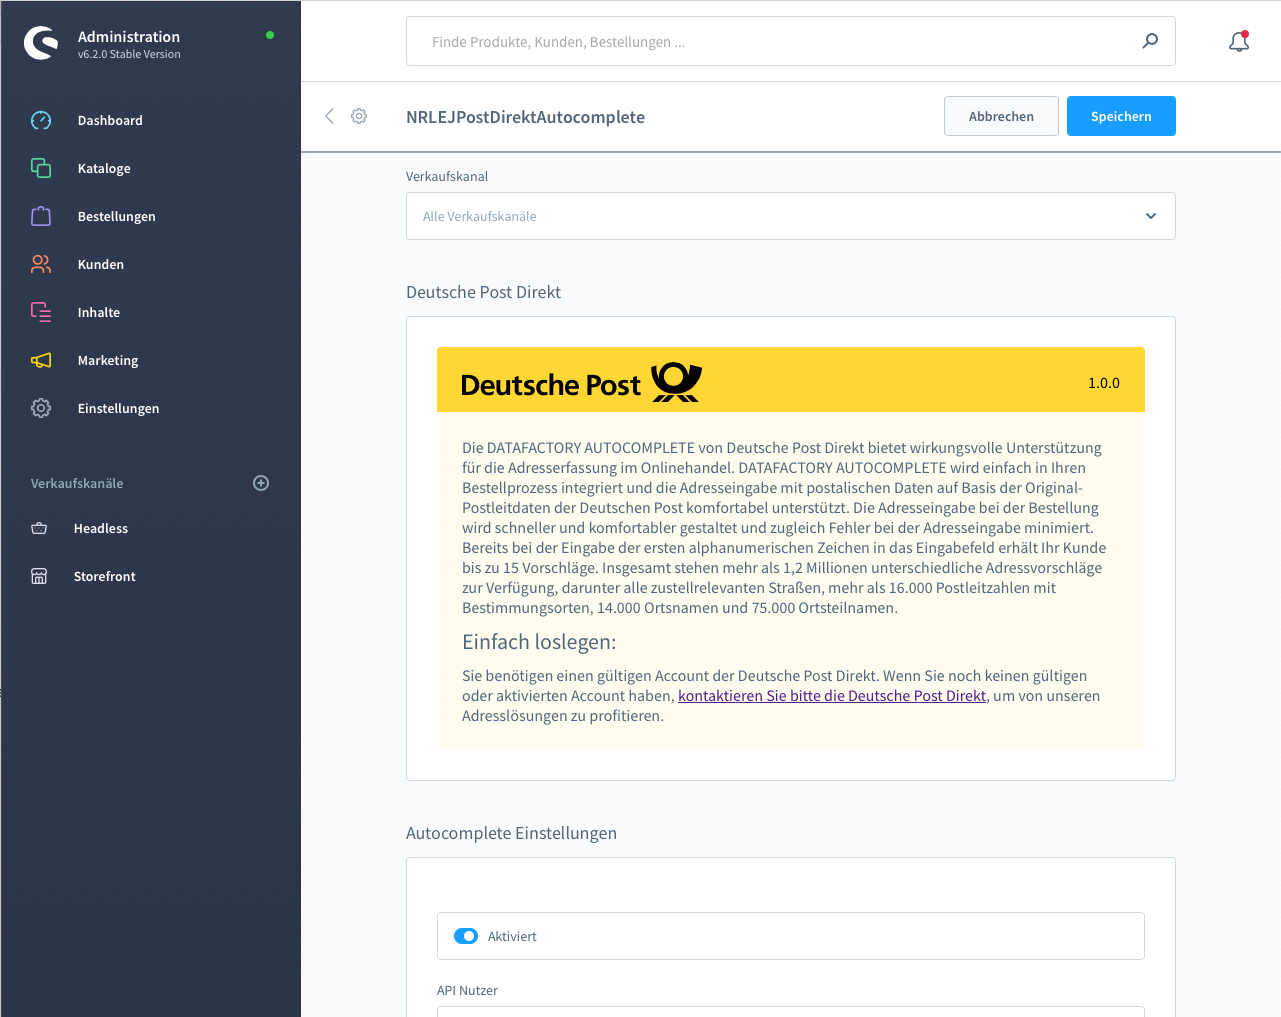 Administration
v6.2.0 Stable Version
Dashboard
Kataloge
Bestellungen
Kunden
Inhalte
Marketing
Einstellungen
Verkaufskanäle
Headless
Storefront
Finde Produkte, Kunden, Bestellungen ...
NRLEJPostDirektAutocomplete
Abbrechen
Speichern
Verkaufskanal
Alle Verkaufskanäle
Deutsche Post Direkt
Deutsche Post
1.0.0
Die DATAFACTORY AUTOCOMPLETE von Deutsche Post Direkt bietet wirkungsvolle Unterstützung
für die Adresserfassung im Onlinehandel. DATAFACTORY AUTOCOMPLETE wird einfach in Ihren
Bestellprozess integriert und die Adresseingabe mit postalischen Daten auf Basis der Original-
Postleitdaten der Deutschen Post komfortabel unterstützt. Die Adresseingabe bei der Bestellung
wird schneller und komfortabler gestaltet und zugleich Fehler bei der Adresseingabe minimiert.
Bereits bei der Eingabe der ersten alphanumerischen Zeichen in das Eingabefeld erhält Ihr Kunde
bis zu 15 Vorschläge. Insgesamt stehen mehr als 1,2 Millionen unterschiedliche Adressvorschläge
zur Verfügung, darunter alle zustellrelevanten Straßen, mehr als 16.000 Postleitzahlen mit
Bestimmungsorten, 14.000 Ortsnamen und 75.000 Ortsteilnamen.
Einfach loslegen:
Sie benötigen einen gültigen Account der Deutsche Post Direkt. Wenn Sie noch keinen gültigen
oder aktivierten Account haben, kontaktieren Sie bitte die Deutsche Post Direkt, um von unseren
Adresslösungen zu profitieren.
Autocomplete Einstellungen
Aktiviert
API Nutzer